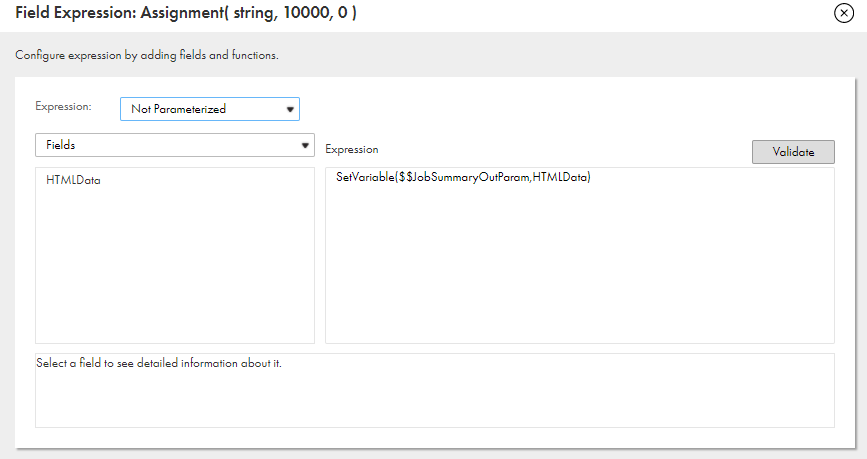 Field Expression: Assignment( string, 10000, 0 )
Configure expression by adding fields and functions.
Expression: Not Parameterized
Fields
Expression
Validate
HTMLData
SetVariable($$JobSummaryOutParam,HTMLData)
Select a field to see detailed information about it.